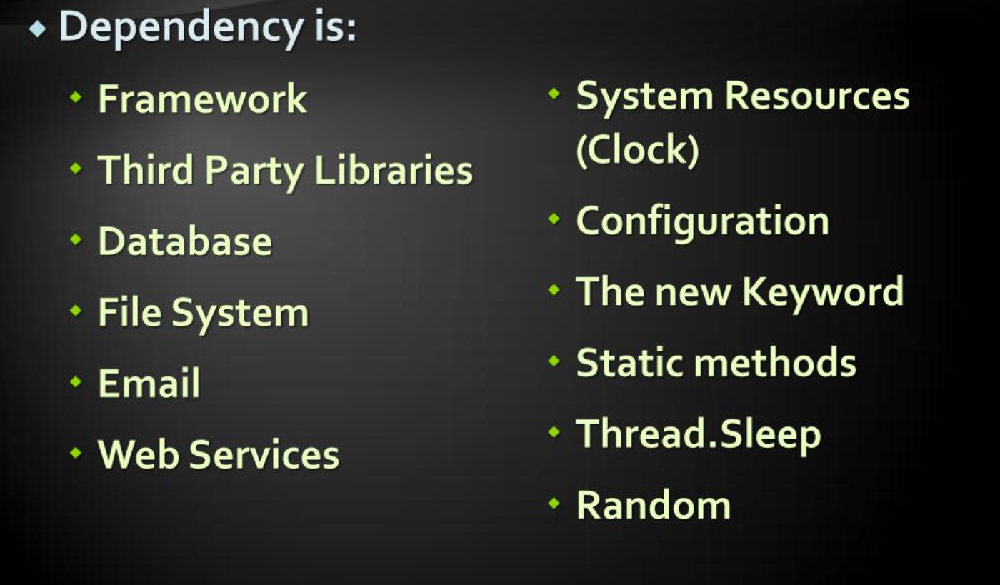 Dependency is:
Framework
Third Party Libraries
Database
File System
Email
Web Services
System Resources
(Clock)
Configuration
The new Keyword
Static methods
Thread.Sleep
Random